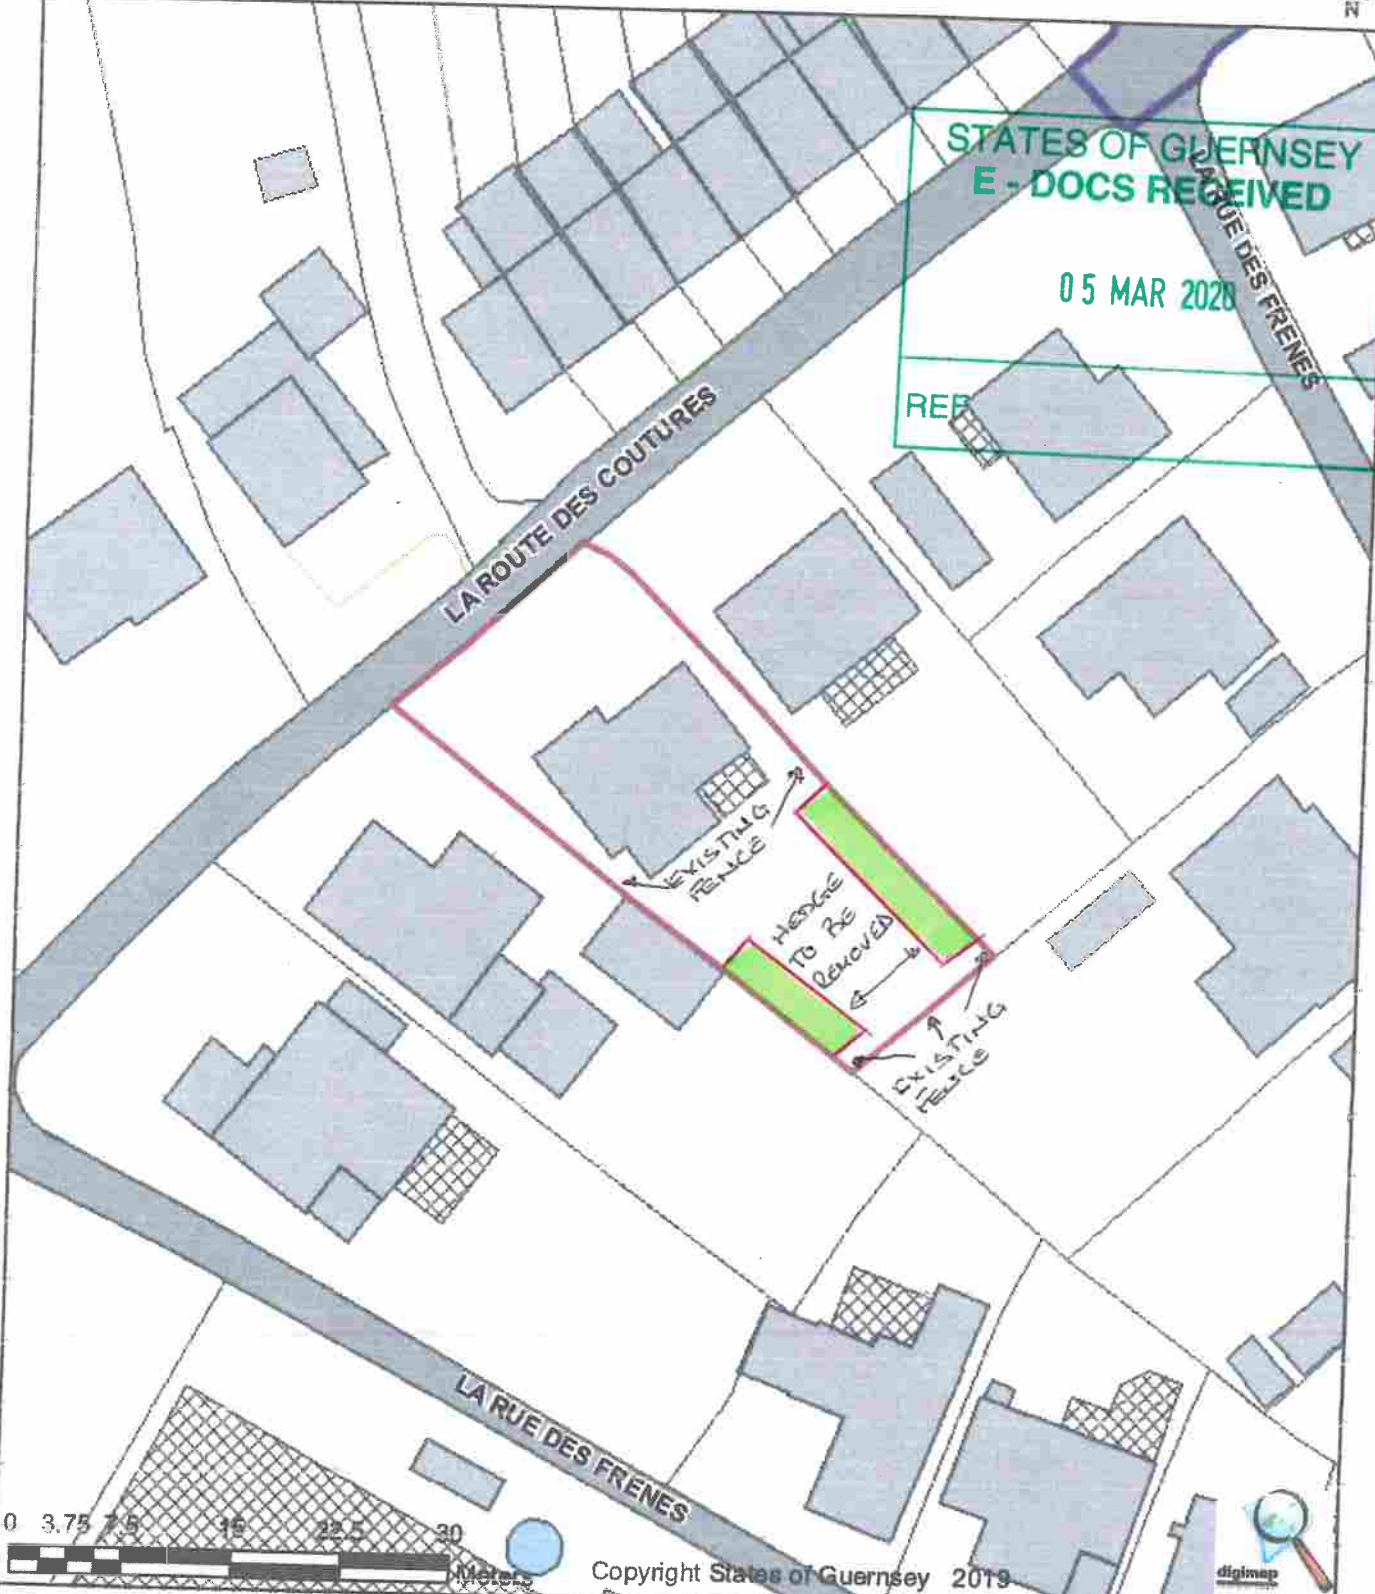 N
STATES OF GUERNSEY
E - DOCS RECEIVED
05 MAR 2020
REF
LA RUE DES FRENES
LA ROUTE DES COUTURES
EXISTING
FENCE
HEDGE
TO BE
REMOVED
EXISTING
FENCE
LA RUE DES FRENES
0 3.75 7.5 15 22.5 30
Meters
Copyright States of Guernsey 2019
digimap